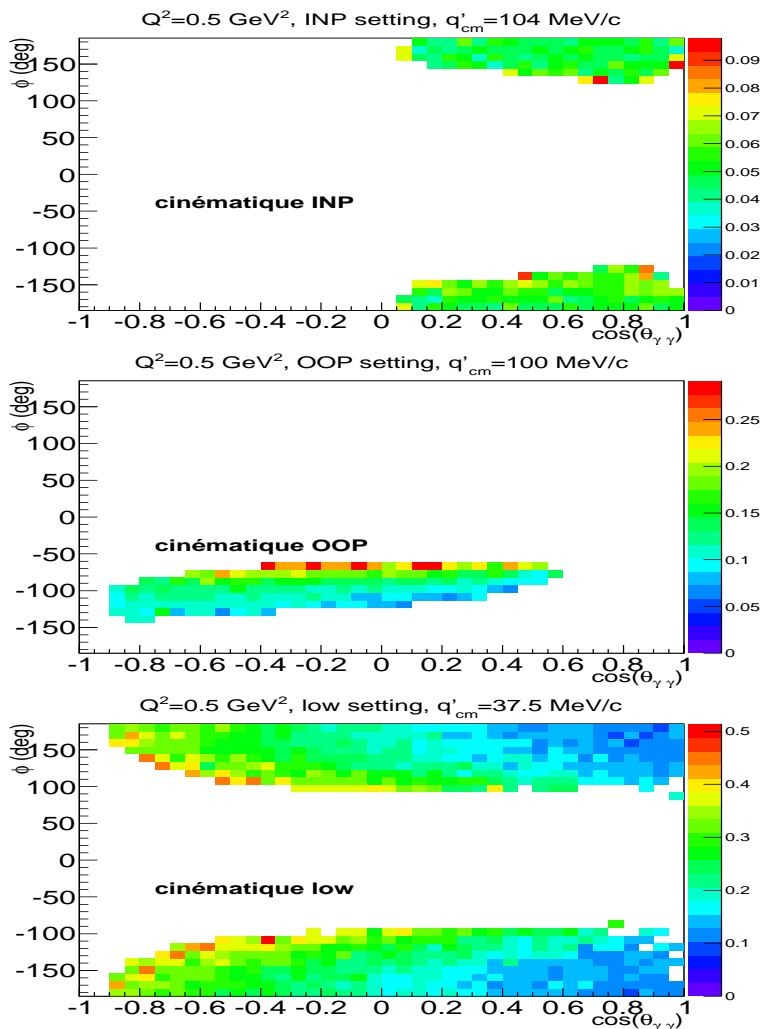 Q²=0.5 GeV², INP setting, q'cm=104 MeV/c
φ (deg)
150
100
50
0
-50
-100
-150
cinématique INP
-1 -0.8 -0.6 -0.4 -0.2 0 0.2 0.4 0.6 0.8 1
cos(θγγ)
0.09
0.08
0.07
0.06
0.05
0.04
0.03
0.02
0.01
0
Q²=0.5 GeV², OOP setting, q'cm=100 MeV/c
φ (deg)
150
100
50
0
-50
-100
-150
cinématique OOP
-1 -0.8 -0.6 -0.4 -0.2 0 0.2 0.4 0.6 0.8 1
cos(θγγ)
0.25
0.2
0.15
0.1
0.05
0
Q²=0.5 GeV², low setting, q'cm=37.5 MeV/c
φ (deg)
150
100
50
0
-50
-100
-150
cinématique low
-1 -0.8 -0.6 -0.4 -0.2 0 0.2 0.4 0.6 0.8 1
cos(θγγ)
0.5
0.4
0.3
0.2
0.1
0